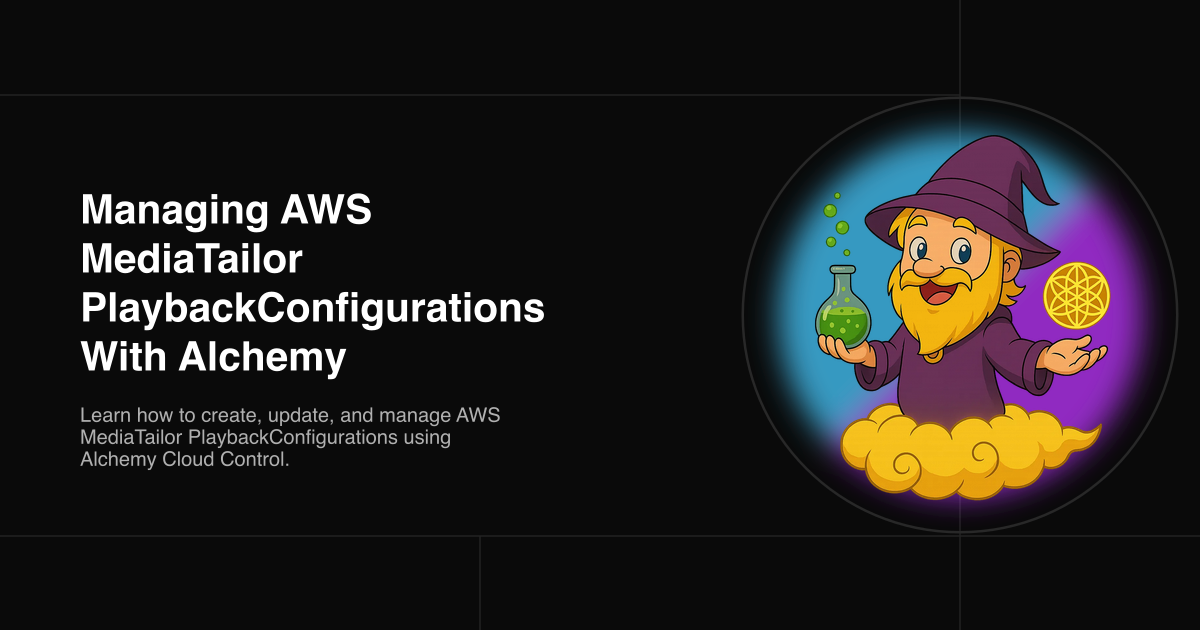 Managing AWS
MediaTailor
PlaybackConfigurations
With Alchemy
Learn how to create, update, and manage AWS
MediaTailor PlaybackConfigurations using
Alchemy Cloud Control.